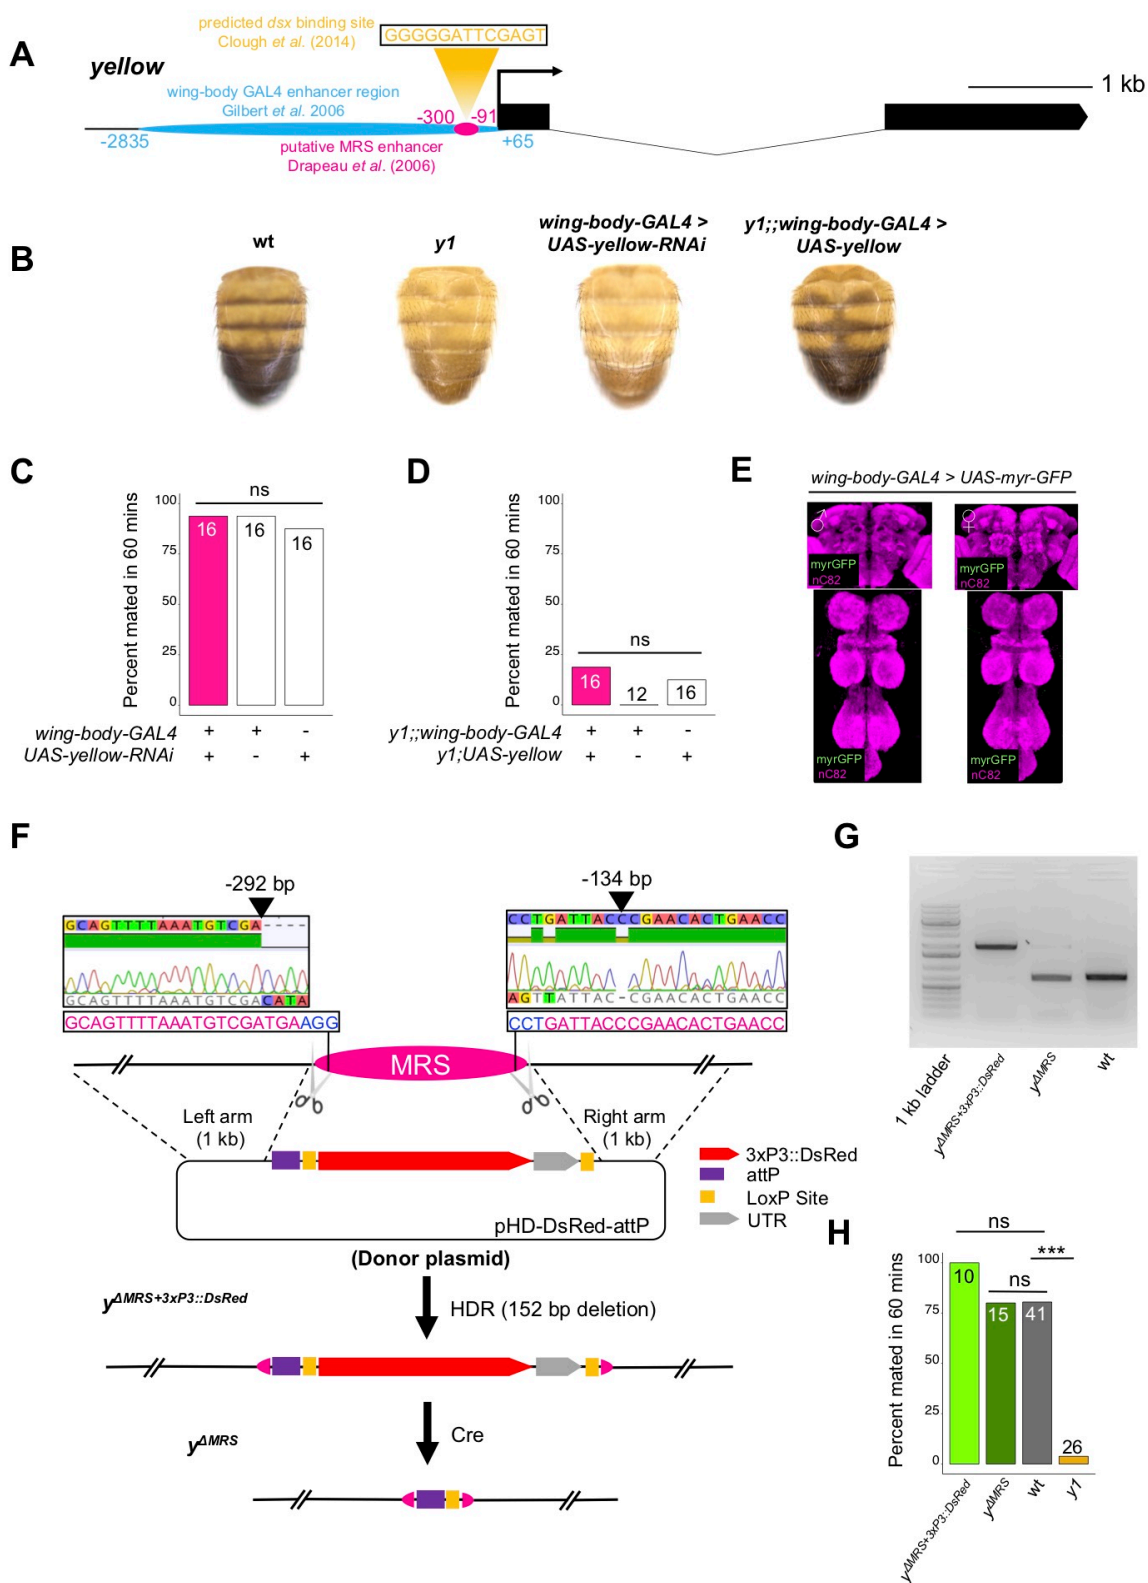 A
predicted dsx binding site
Clough et al. (2014)
GGGGGATTCGAGT
yellow
wing-body GAL4 enhancer region
Gilbert et al. 2006
-300
-91
1 kb
-2835
+65
putative MRS enhancer
Drapeau et al. (2006)
B
wt
y1
wing-body-GAL4 >
UAS-yellow-RNAi
y1;;wing-body-GAL4 >
UAS-yellow
C
Percent mated in 60 mins
100
75
50
25
0
ns
16
16
16
wing-body-GAL4 + + -
UAS-yellow-RNAi + - +
D
Percent mated in 60 mins
100
75
50
25
0
ns
16
12
16
y1;;wing-body-GAL4 + + -
y1;UAS-yellow + - +
E
wing-body-GAL4 > UAS-myr-GFP
♂
myrGFP
nC82
♀
myrGFP
nC82
myrGFP
nC82
myrGFP
nC82
F
-292 bp
GCAGTTTTAAATGTCGA----
GCAGTTTTAAATGTCGACATA
GCAGTTTTAAATGTCGATGAAGG
-134 bp
CCTGATTACCCGAACACTGAACC
AGTTATTAC-CGAACACTGAACC
CCTGATTACCCGAACACTGAACC
MRS
Left arm
(1 kb)
Right arm
(1 kb)
pHD-DsRed-attP
(Donor plasmid)
3xP3::DsRed
attP
LoxP Site
UTR
yΔMRS+3xP3::DsRed
HDR (152 bp deletion)
yΔMRS
Cre
G
1 kb ladder
yΔMRS+3xP3::DsRed
yΔMRS
wt
H
Percent mated in 60 mins
100
75
50
25
0
ns
***
ns
10
15
41
26
yΔMRS+3xP3::DsRed
yΔMRS
wt
y1